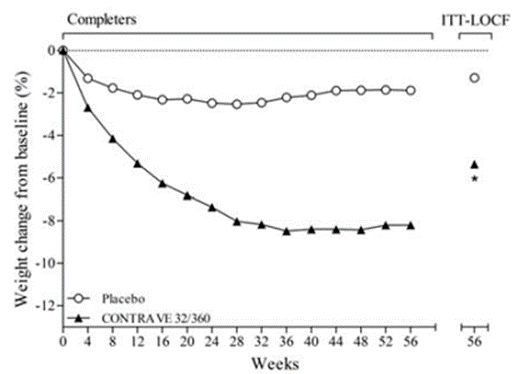 Completers ITT-LOCF
Weight change from baseline (%)
0
-2
-4
-6
*
-8
-10
-12
Placebo
CONTRAVE 32/360
0 4 8 12 16 20 24 28 32 36 40 44 48 52 56 56
Weeks